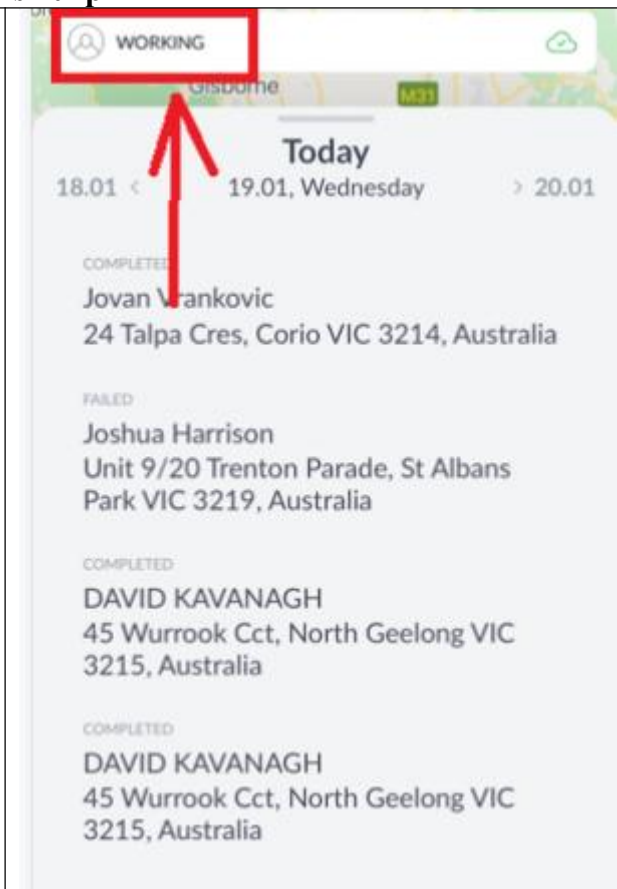 WORKING
Gisborne
M31
Today
18.01 < 19.01, Wednesday > 20.01
COMPLETED
Jovan Vrankovic
24 Talpa Cres, Corio VIC 3214, Australia
FAILED
Joshua Harrison
Unit 9/20 Trenton Parade, St Albans
Park VIC 3219, Australia
COMPLETED
DAVID KAVANAGH
45 Wurrook Cct, North Geelong VIC
3215, Australia
COMPLETED
DAVID KAVANAGH
45 Wurrook Cct, North Geelong VIC
3215, Australia